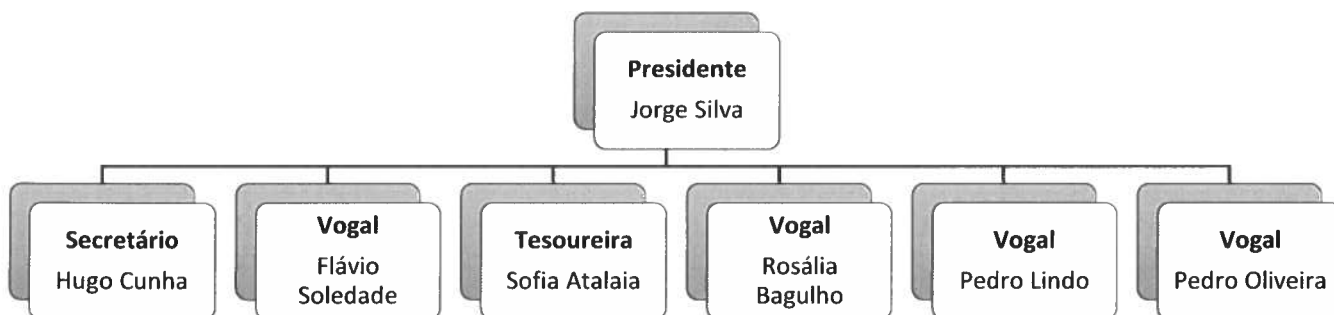 Presidente
Jorge Silva
Secretário
Hugo Cunha
Vogal
Flávio
Soledade
Tesoureira
Sofia Atalaia
Vogal
Rosália
Bagulho
Vogal
Pedro Lindo
Vogal
Pedro Oliveira